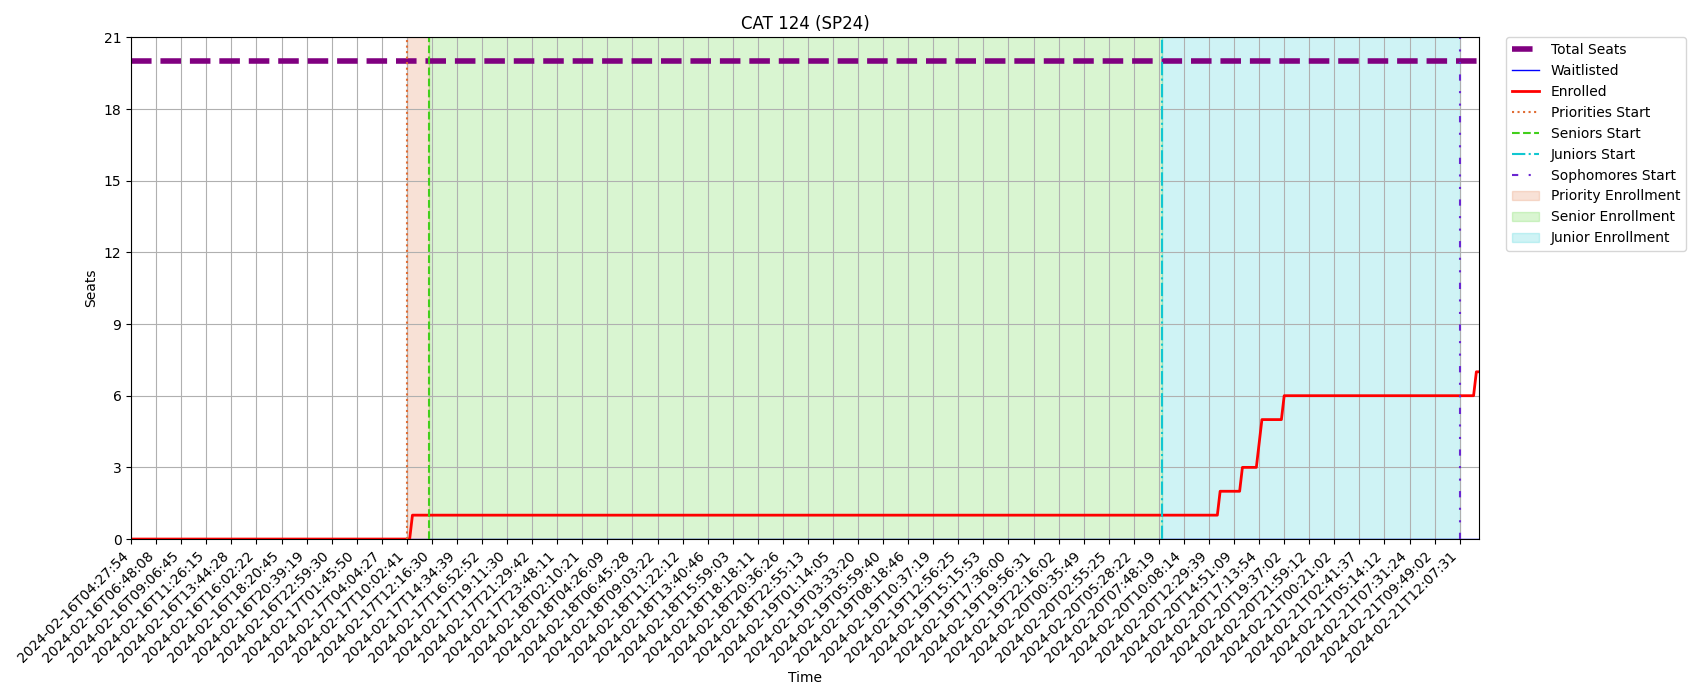 CAT 124 (SP24)
21
18
15
12
9
6
3
0
Seats
2024-02-16T04:27:54
2024-02-16T06:48:08
2024-02-16T09:06:45
2024-02-16T11:26:15
2024-02-16T13:44:28
2024-02-16T16:02:22
2024-02-16T18:20:45
2024-02-16T20:39:19
2024-02-16T22:59:30
2024-02-17T01:45:50
2024-02-17T04:04:27
2024-02-17T10:02:41
2024-02-17T12:16:30
2024-02-17T14:34:39
2024-02-17T16:52:52
2024-02-17T19:11:30
2024-02-17T21:29:42
2024-02-17T23:48:11
2024-02-18T02:10:21
2024-02-18T04:26:09
2024-02-18T06:45:28
2024-02-18T09:03:22
2024-02-18T11:22:12
2024-02-18T13:40:46
2024-02-18T15:59:03
2024-02-18T18:18:11
2024-02-18T20:36:26
2024-02-18T22:55:13
2024-02-19T01:14:05
2024-02-19T03:33:20
2024-02-19T05:59:40
2024-02-19T08:18:46
2024-02-19T10:37:19
2024-02-19T12:56:25
2024-02-19T15:15:53
2024-02-19T17:36:00
2024-02-19T19:56:31
2024-02-19T22:16:02
2024-02-20T00:35:49
2024-02-20T02:55:25
2024-02-20T05:28:22
2024-02-20T07:48:19
2024-02-20T10:08:14
2024-02-20T12:29:39
2024-02-20T14:51:09
2024-02-20T17:13:54
2024-02-20T19:37:02
2024-02-20T21:59:12
2024-02-21T00:21:02
2024-02-21T02:41:37
2024-02-21T05:14:12
2024-02-21T07:31:24
2024-02-21T09:49:02
2024-02-21T12:07:31
Time
Total Seats
Waitlisted
Enrolled
Priorities Start
Seniors Start
Juniors Start
Sophomores Start
Priority Enrollment
Senior Enrollment
Junior Enrollment